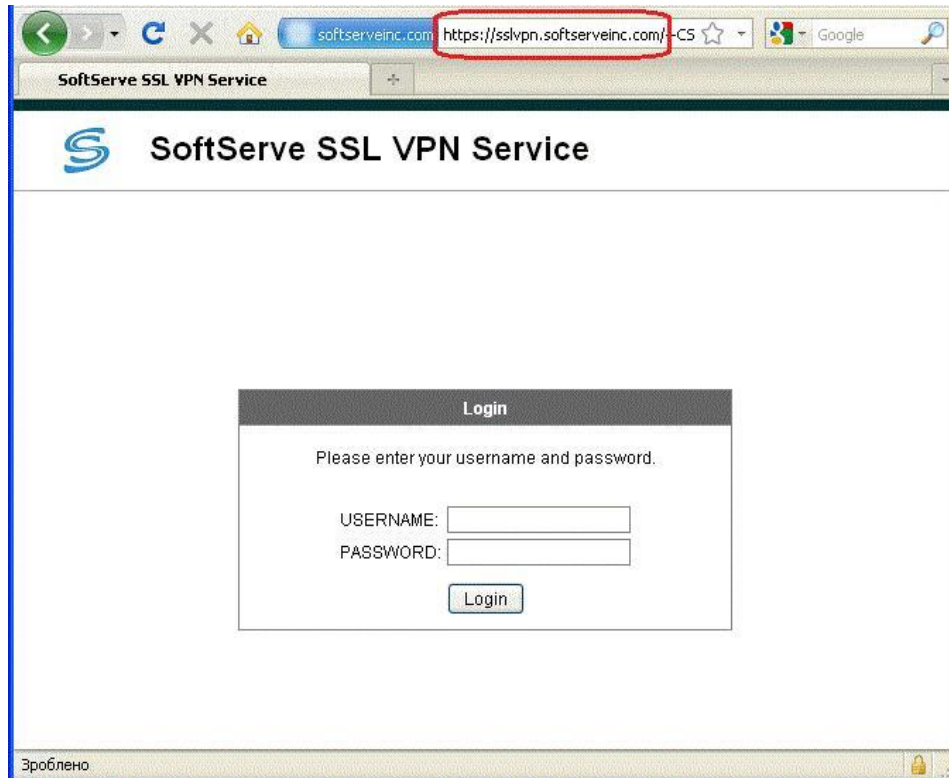 softserveinc.com https://sslvpn.softserveinc.com/+CS Google
SoftServe SSL VPN Service
SoftServe SSL VPN Service
Login
Please enter your username and password.
USERNAME:
PASSWORD:
Login
Зроблено